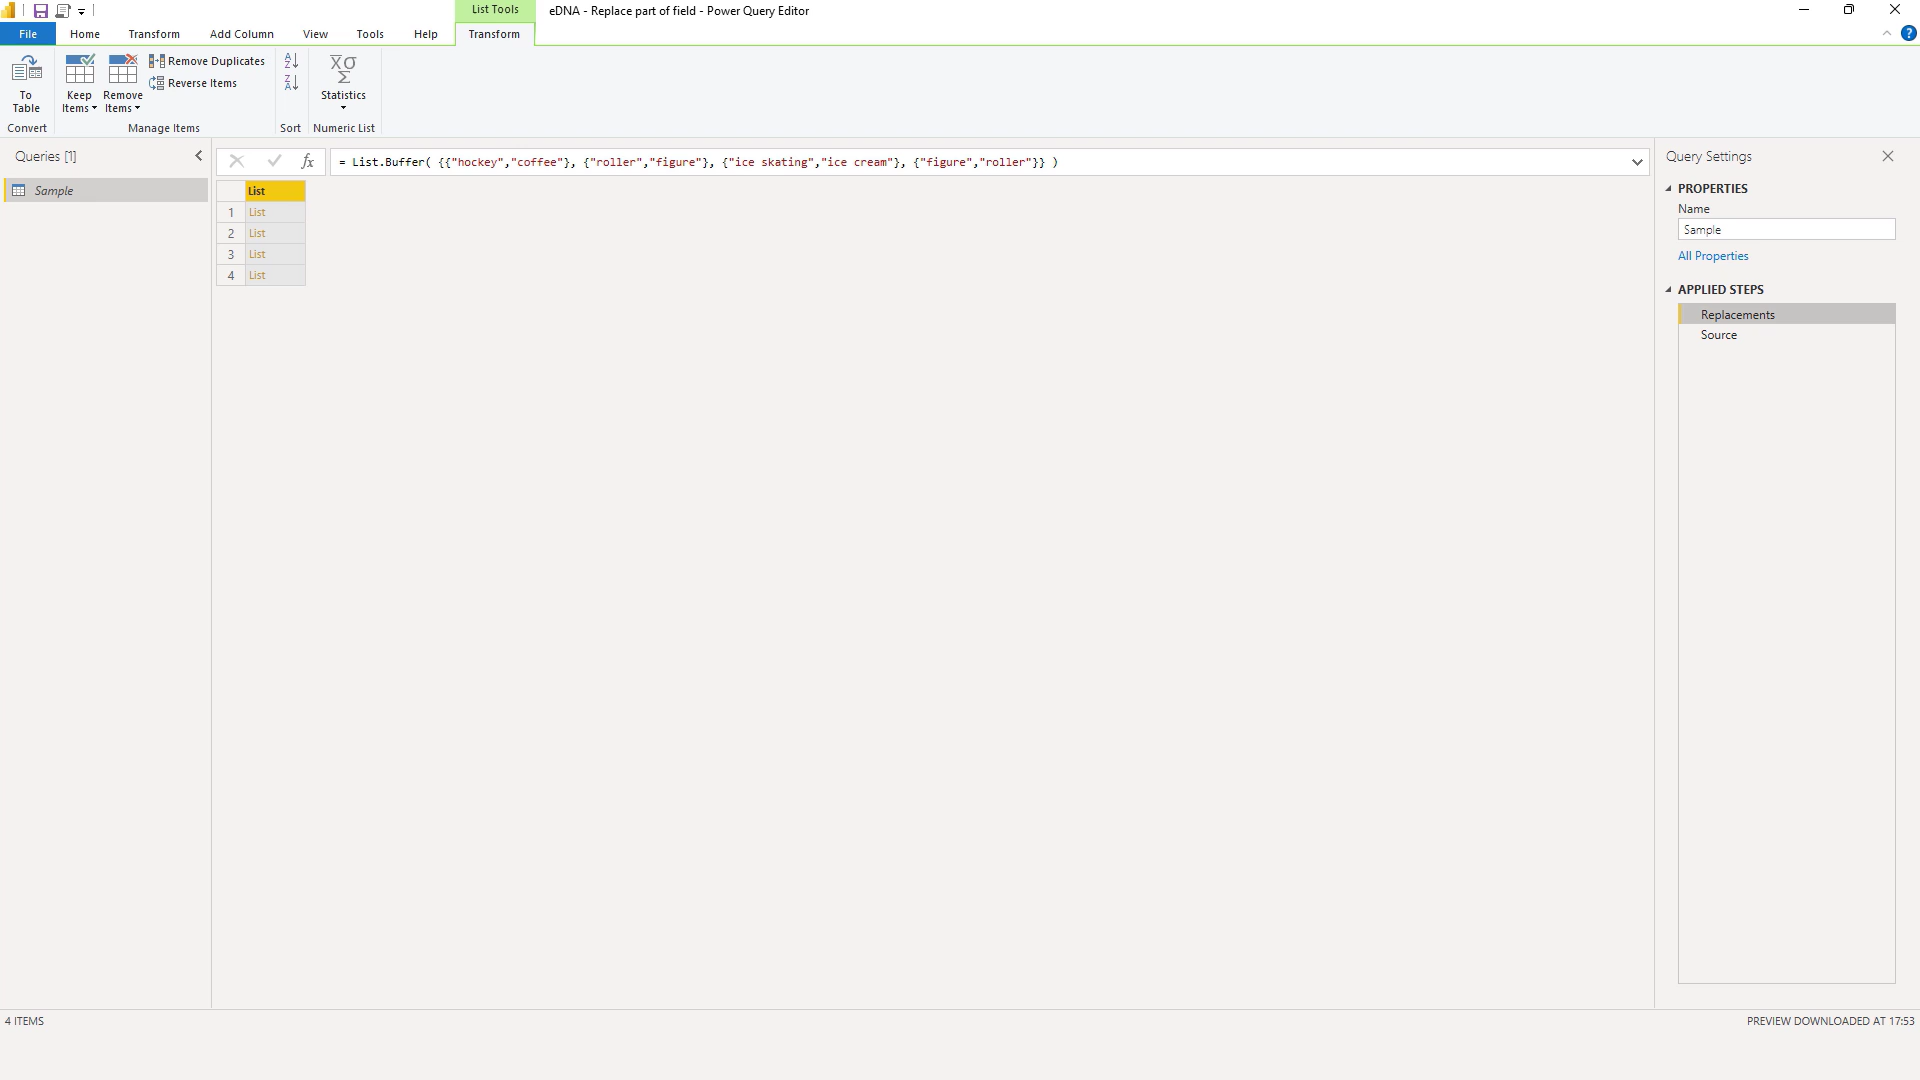 List Tools
eDNA - Replace part of field - Power Query Editor
File
Home
Transform
Add Column
View
Tools
Help
Transform
To Table
Keep Items
Remove Items
Remove Duplicates
Reverse Items
A Z
Z A
X̄σ
Σ
Statistics
Convert
Manage Items
Sort
Numeric List
Queries [1]
Sample
fx
= List.Buffer( {{"hockey","coffee"}, {"roller","figure"}, {"ice skating","ice cream"}, {"figure","roller"}} )
List
1 List
2 List
3 List
4 List
Query Settings
PROPERTIES
Name
Sample
All Properties
APPLIED STEPS
Replacements
Source
4 ITEMS
PREVIEW DOWNLOADED AT 17:53